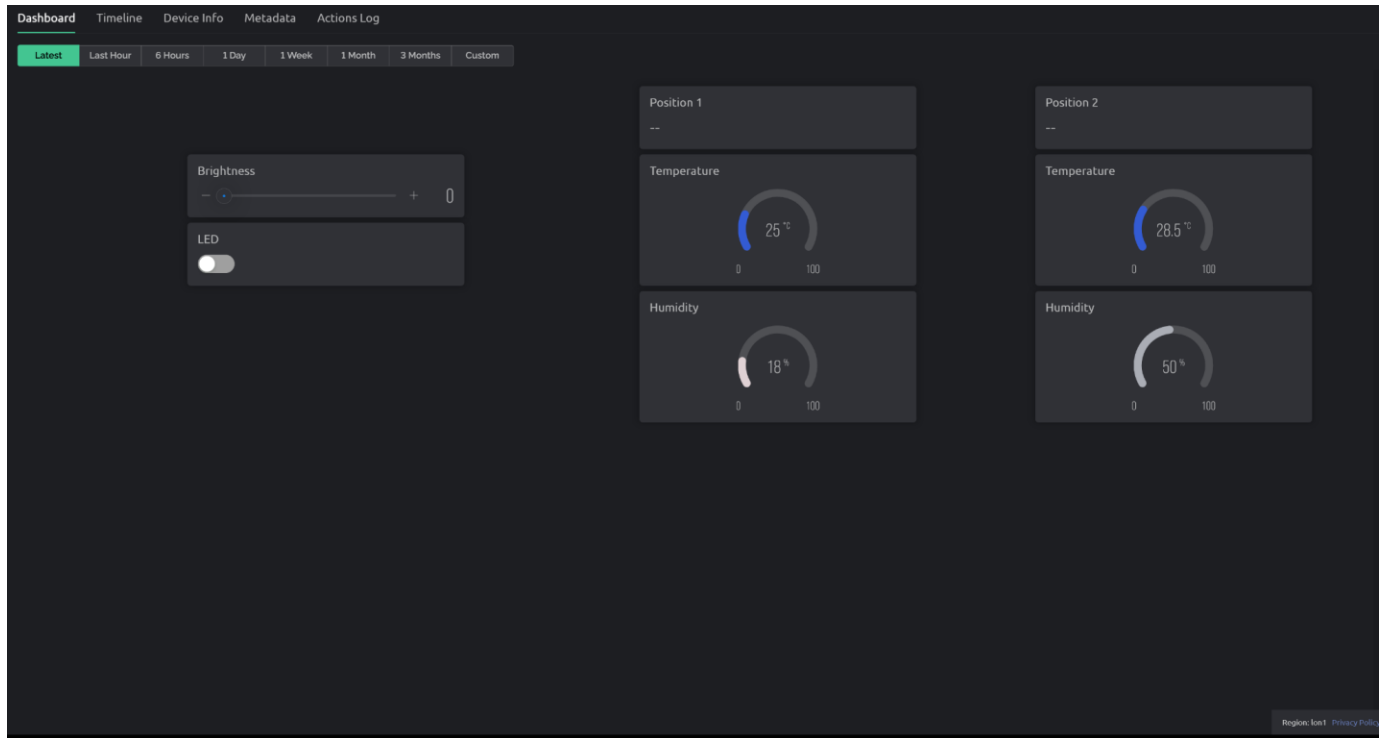 Dashboard Timeline Device Info Metadata Actions Log
Latest Last Hour 6 Hours 1 Day 1 Week 1 Month 3 Months Custom
Position 1
--
Position 2
--
Brightness
– + 0
LED
Temperature
25 °C
0 100
Temperature
28.5 °C
0 100
Humidity
18 %
0 100
Humidity
50 %
0 100
Region: lon1 Privacy Policy